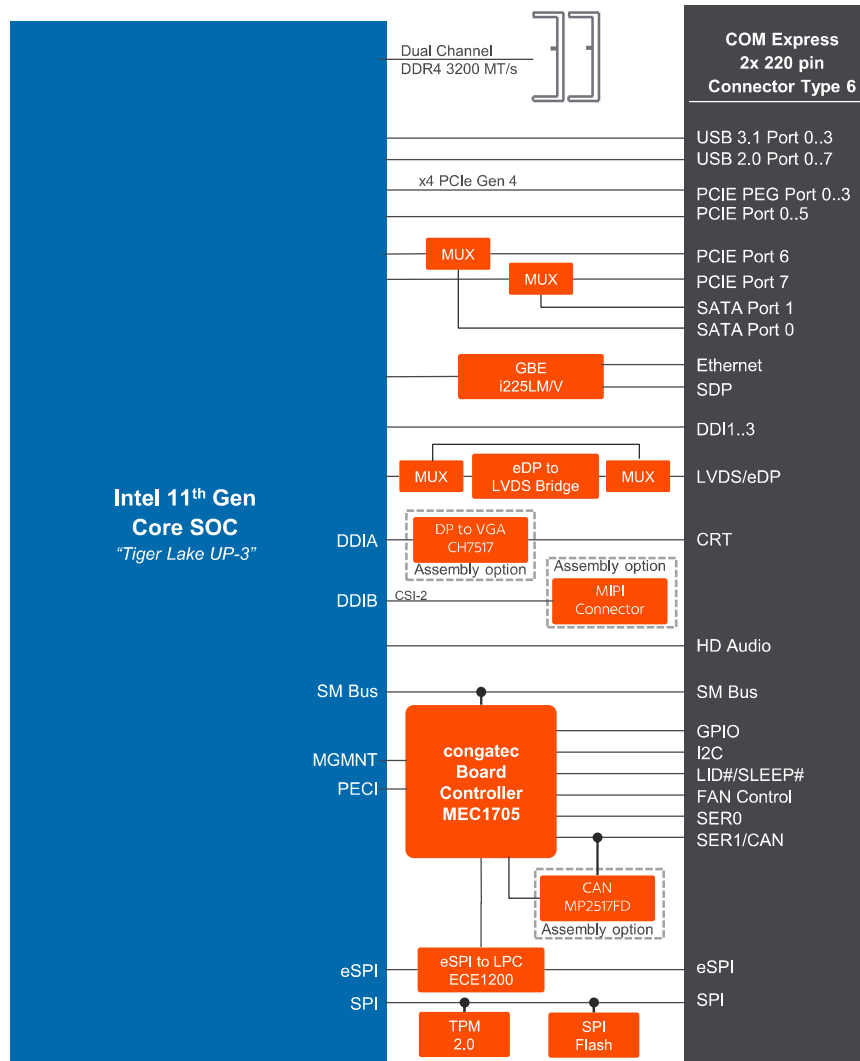 Dual Channel
DDR4 3200 MT/s
COM Express
2x 220 pin
Connector Type 6
USB 3.1 Port 0..3
USB 2.0 Port 0..7
x4 PCIe Gen 4
PCIE PEG Port 0..3
PCIE Port 0..5
MUX
PCIE Port 6
MUX
PCIE Port 7
SATA Port 1
SATA Port 0
GBE
i225LM/V
Ethernet
SDP
DDI1..3
MUX
eDP to
LVDS Bridge
MUX
LVDS/eDP
Intel 11th Gen
Core SOC
"Tiger Lake UP-3"
DDIA
DP to VGA
CH7517
Assembly option
CRT
Assembly option
DDIB
CSI-2
MIPI
Connector
HD Audio
SM Bus
SM Bus
MGMNT
PECI
congatec
Board
Controller
MEC1705
GPIO
I2C
LID#/SLEEP#
FAN Control
SER0
SER1/CAN
CAN
MP2517FD
Assembly option
eSPI
eSPI to LPC
ECE1200
eSPI
SPI
SPI
TPM
2.0
SPI
Flash